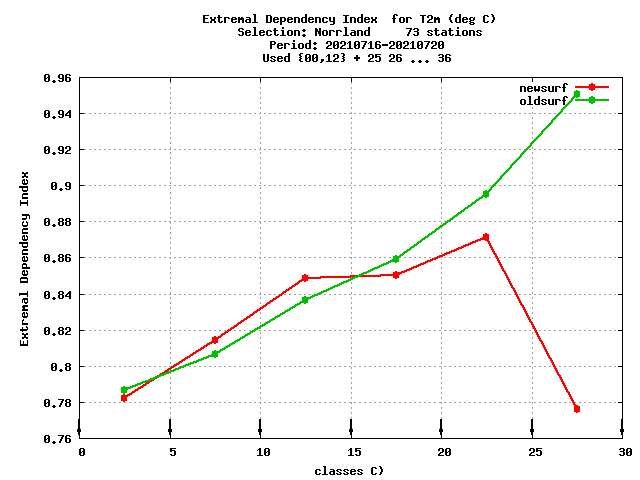 Extremal Dependency Index  for T2m (deg C)
Selection: Norrland     73 stations
Period: 20210716-20210720
Used {00,12} + 25 26 ... 36
newsurf
oldsurf
0.96
0.94
0.92
0.9
0.88
0.86
0.84
0.82
0.8
0.78
0.76
Extremal Dependency Index
0 5 10 15 20 25 30
classes C)